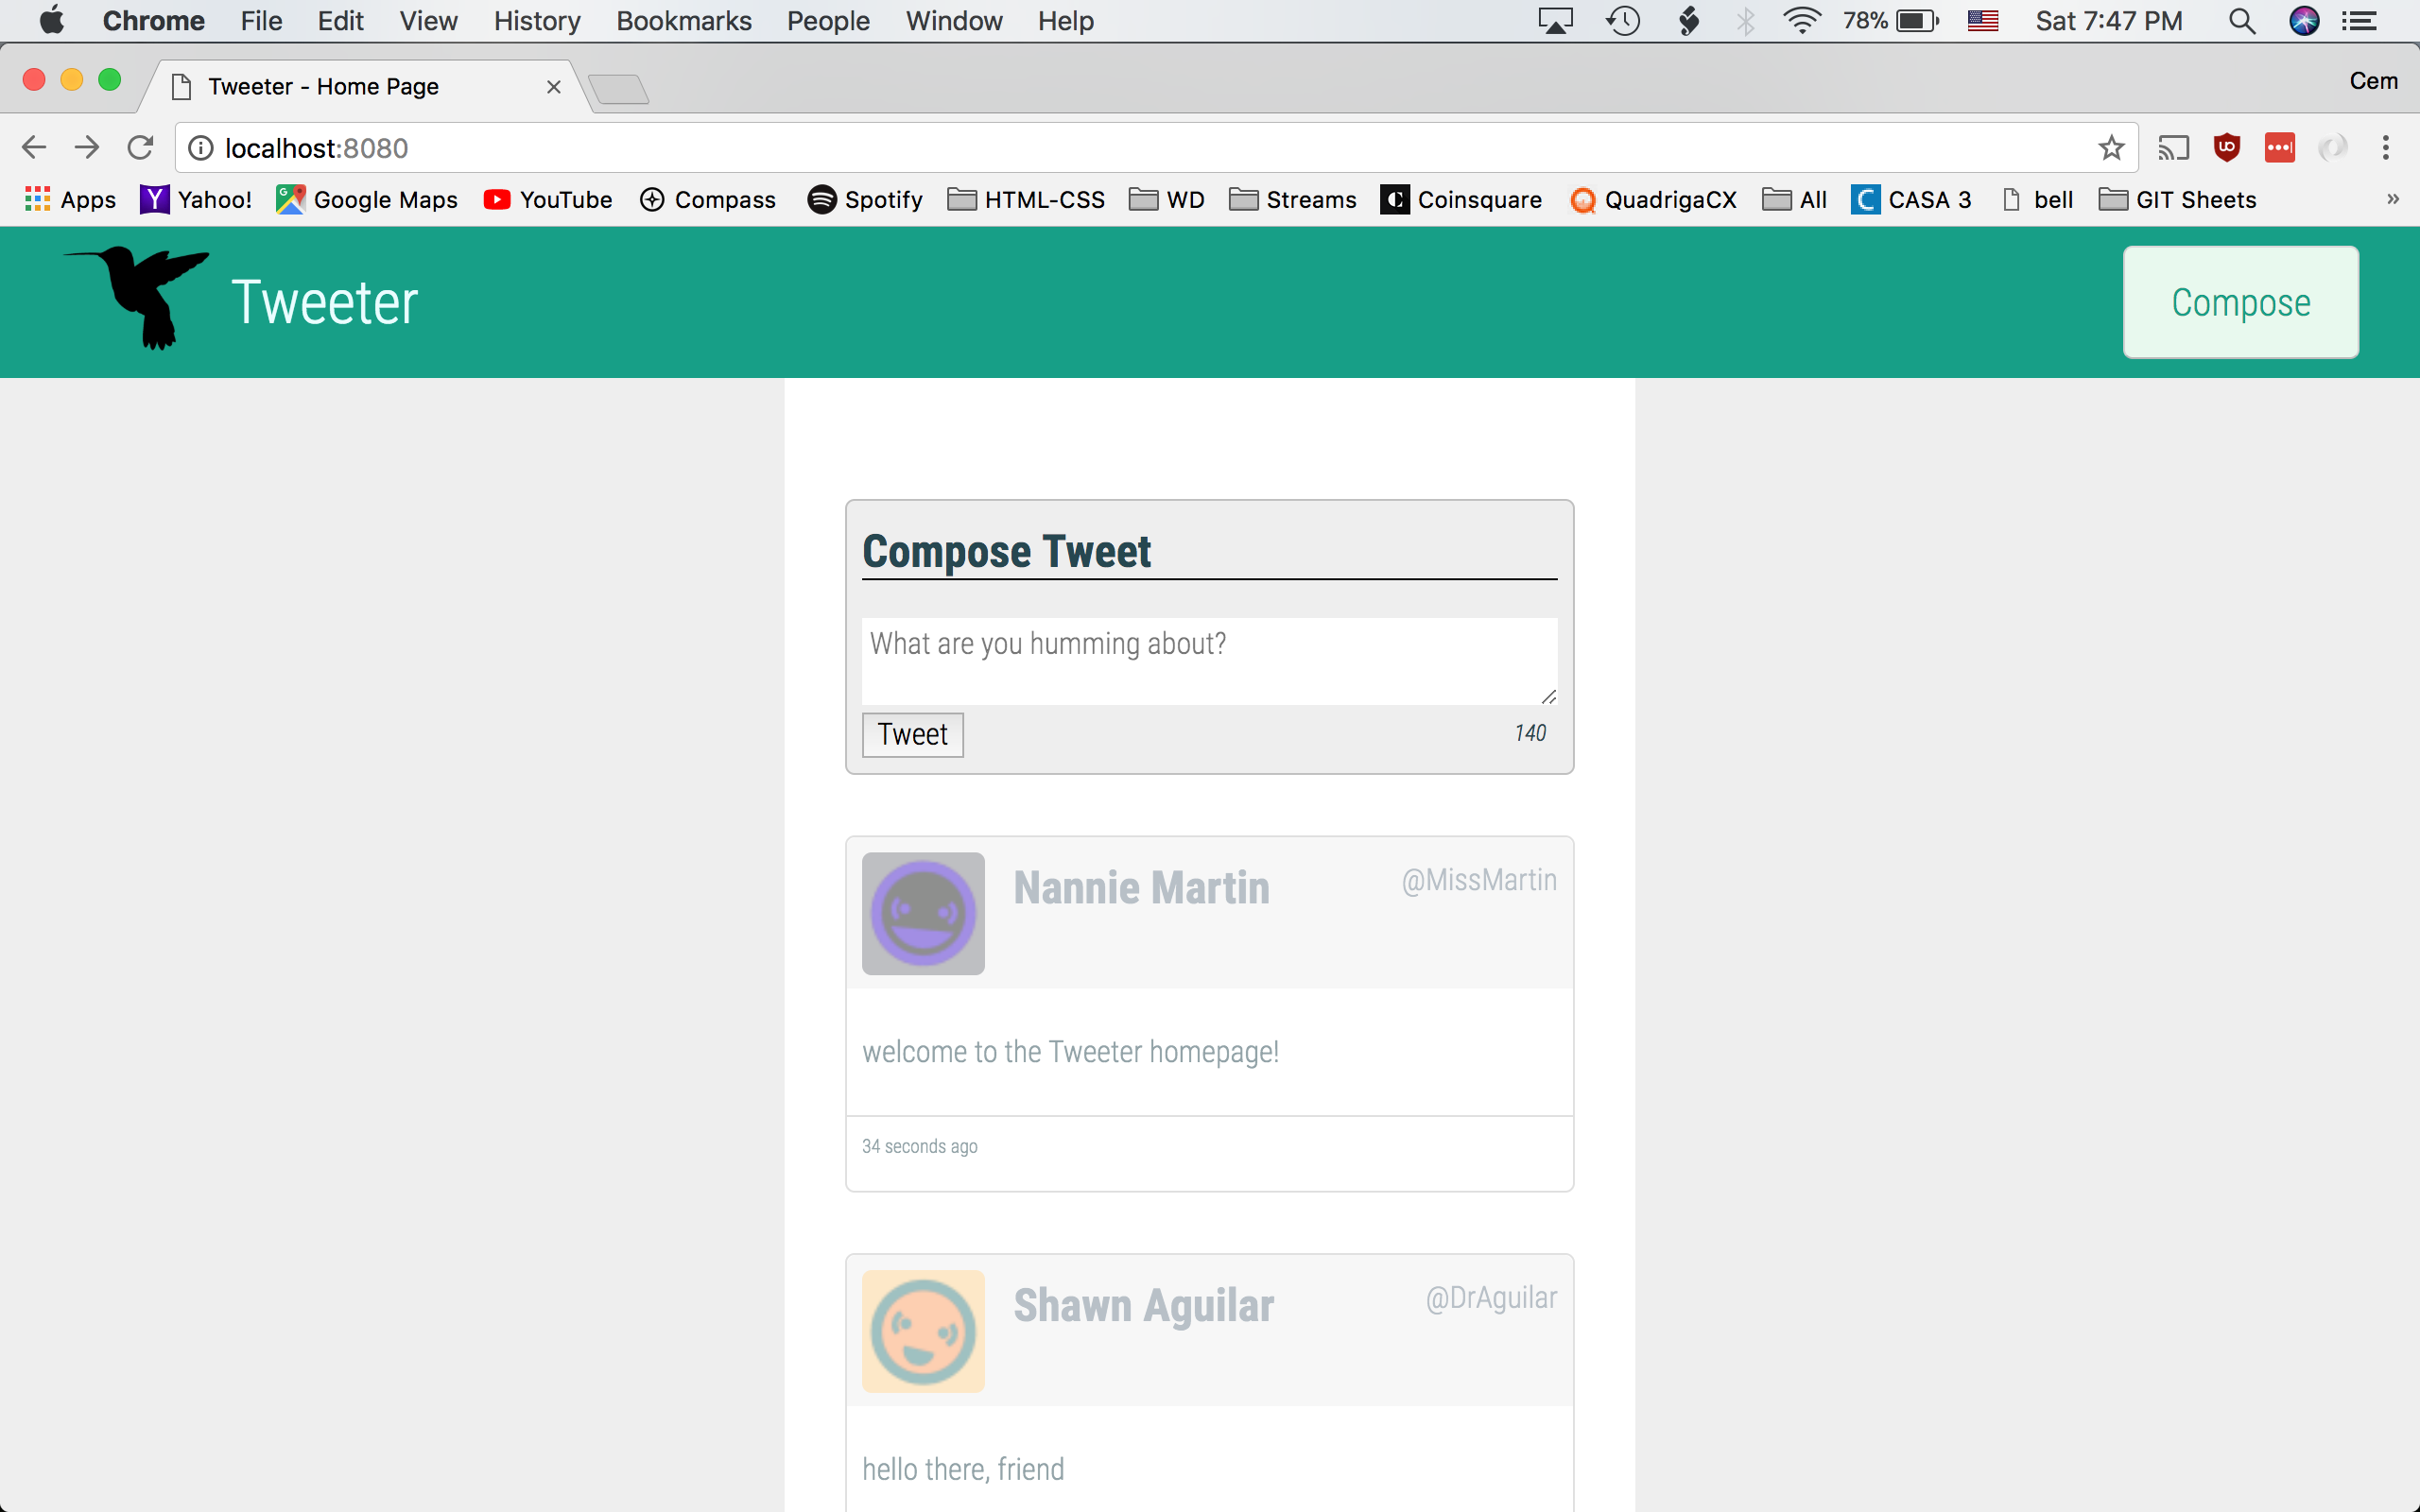 Chrome File Edit View History Bookmarks People Window Help 78% Sat 7:47 PM
Tweeter - Home Page Cem
localhost:8080
Apps Yahoo! Google Maps YouTube Compass Spotify HTML-CSS WD Streams Coinsquare QuadrigaCX All CASA 3 bell GIT Sheets »
Tweeter Compose
Compose Tweet
What are you humming about?
Tweet 140
Nannie Martin @MissMartin
welcome to the Tweeter homepage!
34 seconds ago
Shawn Aguilar @DrAguilar
hello there, friend